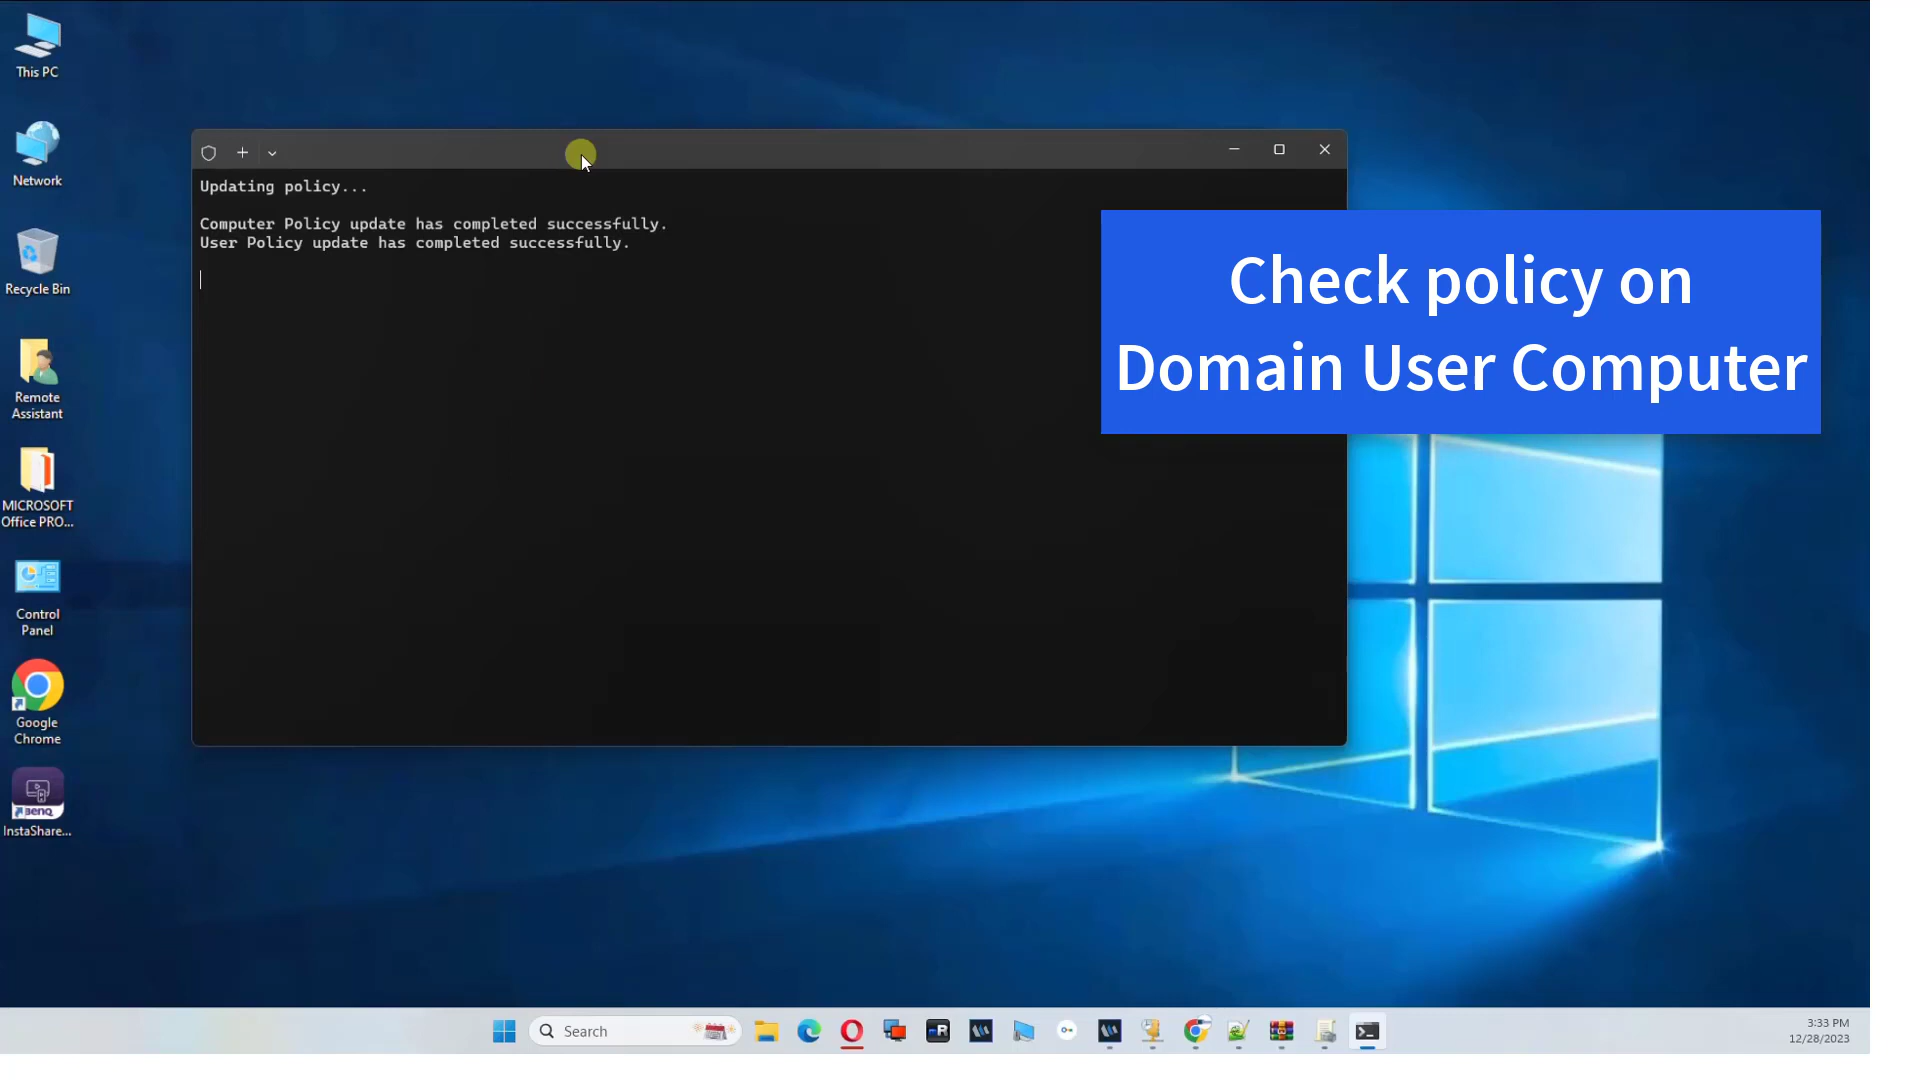 This PC
Network
Recycle Bin
Remote
Assistant
MICROSOFT
Office PRO...
Control
Panel
Google
Chrome
BenQ
InstaShare...
Updating policy...
Computer Policy update has completed successfully.
User Policy update has completed successfully.
Check policy on
Domain User Computer
Search
3:33 PM
12/28/2023